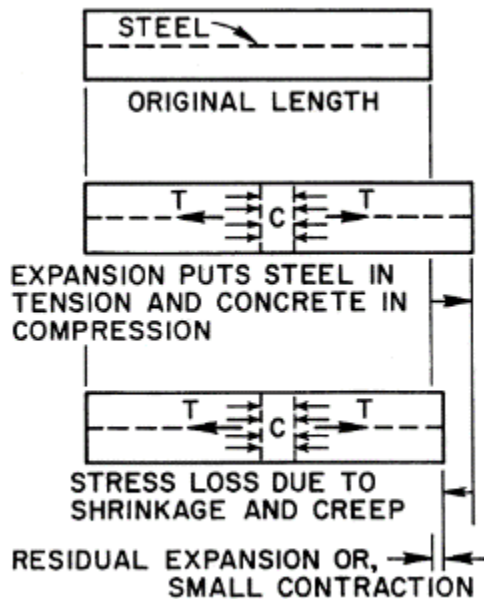 STEEL
ORIGINAL LENGTH
T C T
EXPANSION PUTS STEEL IN
TENSION AND CONCRETE IN
COMPRESSION
T C T
STRESS LOSS DUE TO
SHRINKAGE AND CREEP
RESIDUAL EXPANSION OR,
SMALL CONTRACTION